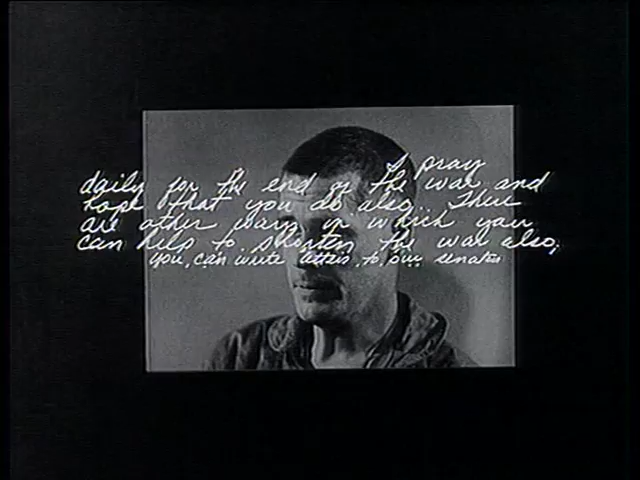 I pray
daily for the end of the war and
hope that you do also. There
are other ways in which you
can help to shorten the war also,
you can write letters to our senators